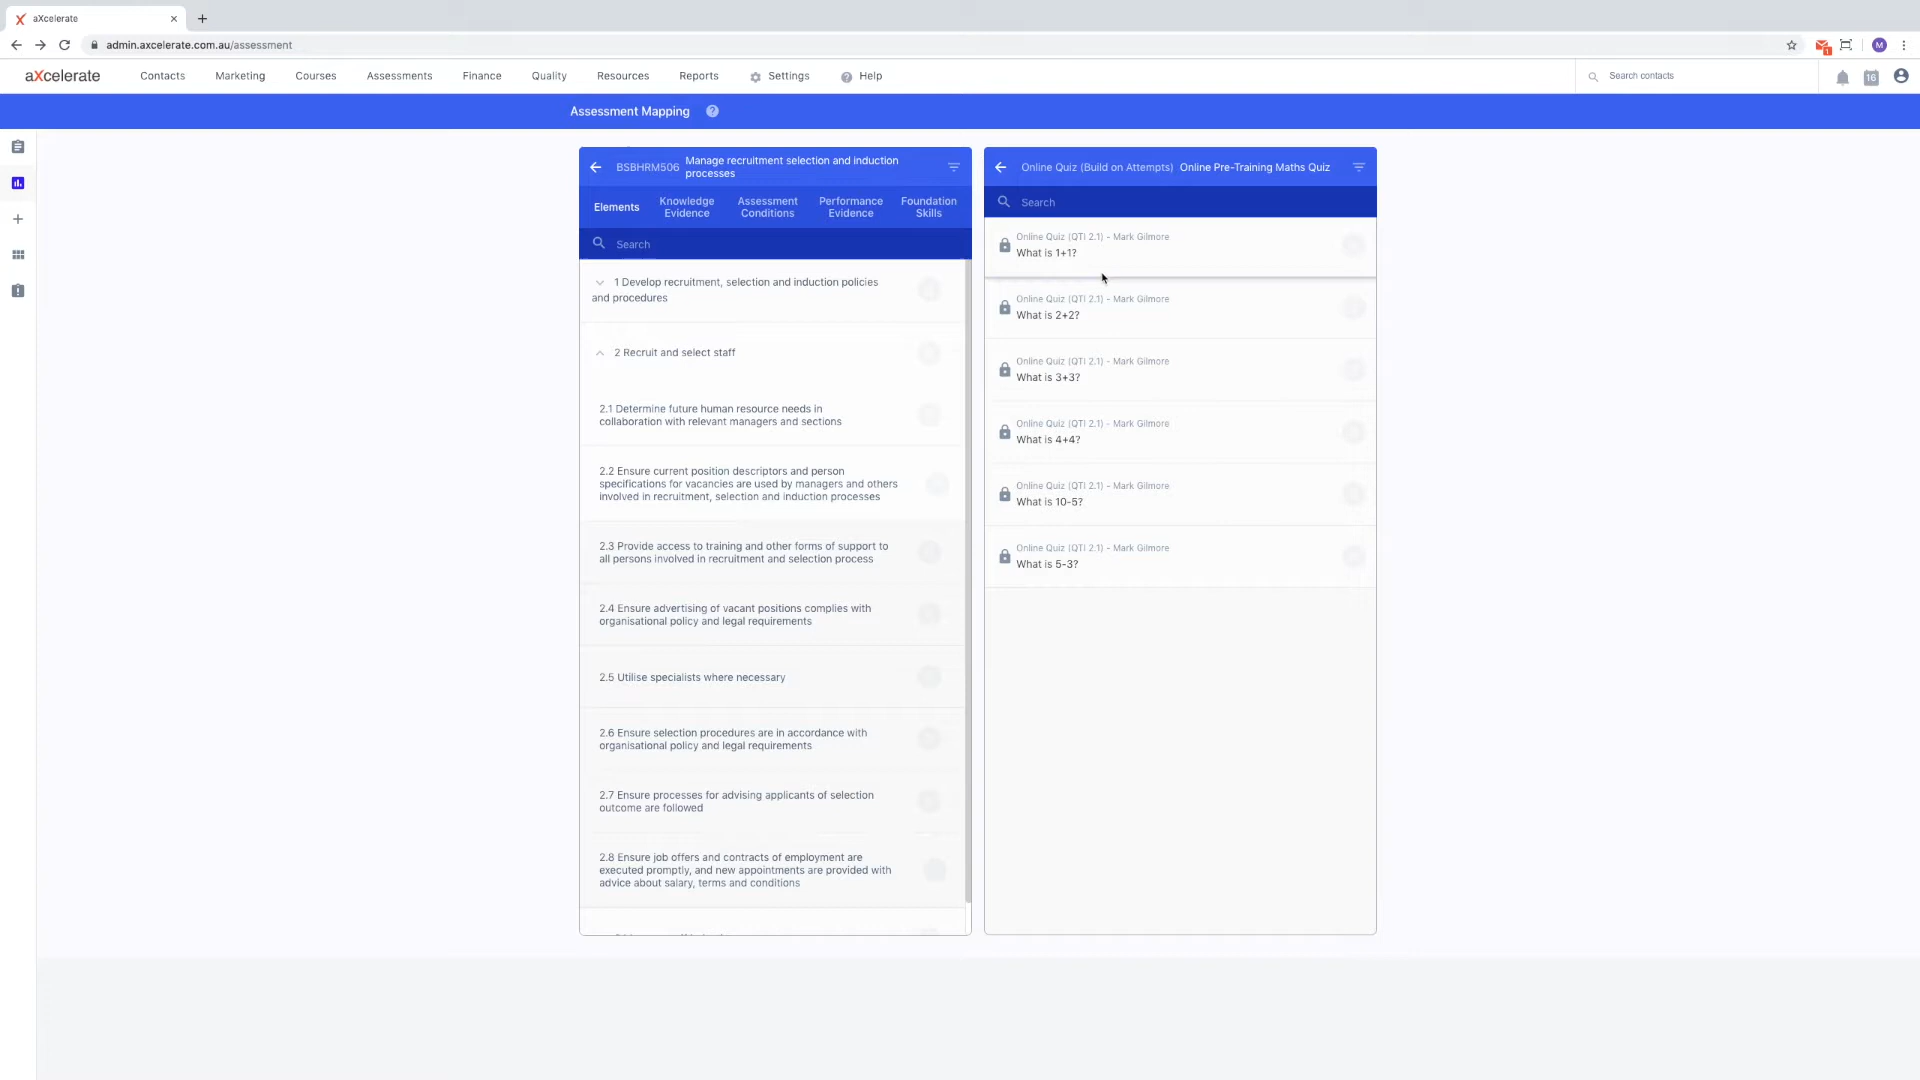 aXcelerate
admin.axcelerate.com.au/assessment
1
M
aXcelerate
Contacts
Marketing
Courses
Assessments
Finance
Quality
Resources
Reports
Settings
Help
Search contacts
16
Assessment Mapping
BSBHRM506
Manage recruitment selection and induction
processes
Elements
Knowledge
Evidence
Assessment
Conditions
Performance
Evidence
Foundation
Skills
Search
1 Develop recruitment, selection and induction policies
and procedures
2 Recruit and select staff
2.1 Determine future human resource needs in
collaboration with relevant managers and sections
2.2 Ensure current position descriptors and person
specifications for vacancies are used by managers and others
involved in recruitment, selection and induction processes
2.3 Provide access to training and other forms of support to
all persons involved in recruitment and selection process
2.4 Ensure advertising of vacant positions complies with
organisational policy and legal requirements
2.5 Utilise specialists where necessary
2.6 Ensure selection procedures are in accordance with
organisational policy and legal requirements
2.7 Ensure processes for advising applicants of selection
outcome are followed
2.8 Ensure job offers and contracts of employment are
executed promptly, and new appointments are provided with
advice about salary, terms and conditions
Online Quiz (Build on Attempts) Online Pre-Training Maths Quiz
Search
Online Quiz (QTI 2.1) - Mark Gilmore
What is 1+1?
Online Quiz (QTI 2.1) - Mark Gilmore
What is 2+2?
Online Quiz (QTI 2.1) - Mark Gilmore
What is 3+3?
Online Quiz (QTI 2.1) - Mark Gilmore
What is 4+4?
Online Quiz (QTI 2.1) - Mark Gilmore
What is 10-5?
Online Quiz (QTI 2.1) - Mark Gilmore
What is 5-3?